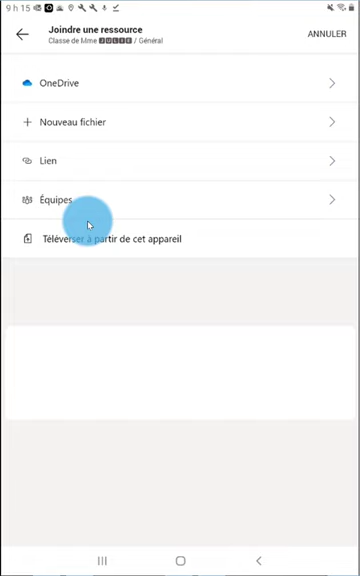 9 h 15
Joindre une ressource
ANNULER
Classe de Mme JULIE / Général
OneDrive
Nouveau fichier
Lien
Équipes
Téléverser à partir de cet appareil